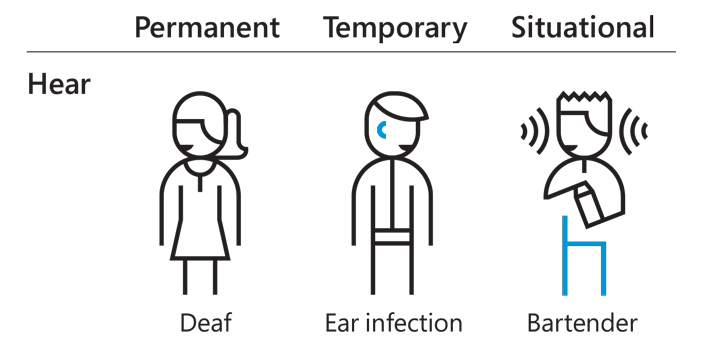 Permanent Temporary Situational
Hear
Deaf Ear infection Bartender